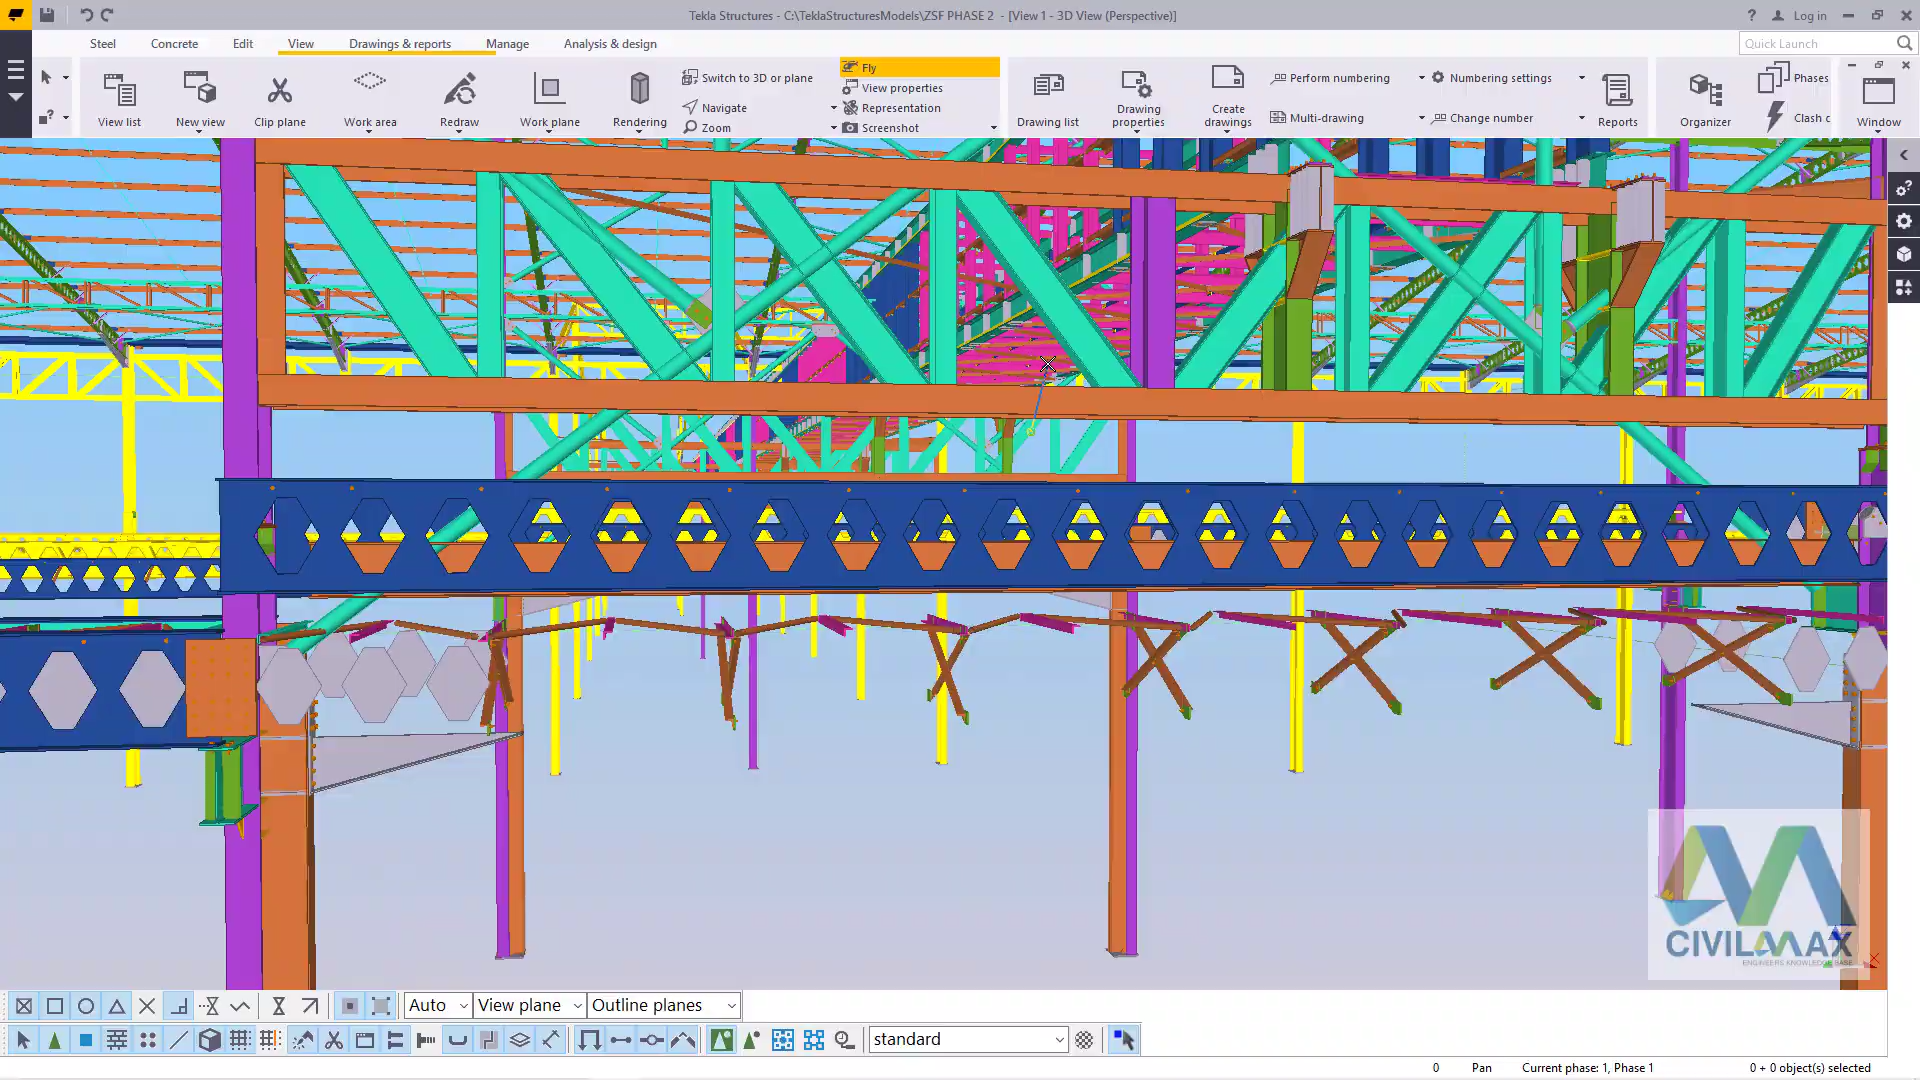 Tekla Structures - C:\TeklaStructuresModels\ZSF PHASE 2 - [View 1 - 3D View (Perspective)]
? Log in
Steel Concrete Edit View Drawings & reports Manage Analysis & design
Quick Launch
View list
New view
Clip plane
Work area
Redraw
Work plane
Rendering
Switch to 3D or plane
Navigate
Zoom
Fly
View properties
Representation
Screenshot
Drawing list
Drawing
properties
Create
drawings
Perform numbering
Multi-drawing
Numbering settings
Change number
Reports
Organizer
Phases
Clash c
Window
CIVILMAX
ENGINEERS KNOWLEDGE BASE
Auto View plane Outline planes
standard
0 Pan Current phase: 1, Phase 1 0 + 0 object(s) selected